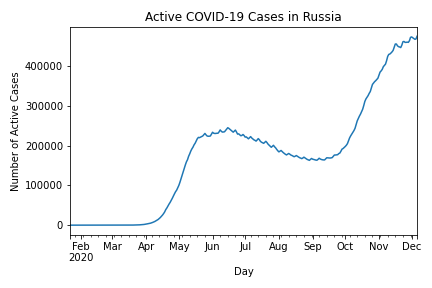 Active COVID-19 Cases in Russia
Number of Active Cases
400000
300000
200000
100000
0
Feb Mar Apr May Jun Jul Aug Sep Oct Nov Dec
2020
Day